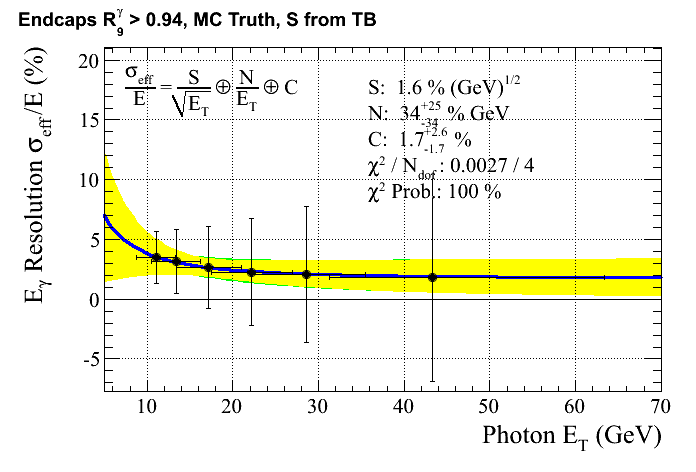 Endcaps R₉^γ > 0.94, MC Truth, S from TB
E_γ Resolution σ_eff/E (%)
σ_eff/E = S/√E_T ⊕ N/E_T ⊕ C
S: 1.6 % (GeV)^1/2
N: 34 +25 -34 % GeV
C: 1.7 +2.6 -1.7 %
χ² / N_dof: 0.0027 / 4
χ² Prob.: 100 %
20
15
10
5
0
-5
10 20 30 40 50 60 70
Photon E_T (GeV)